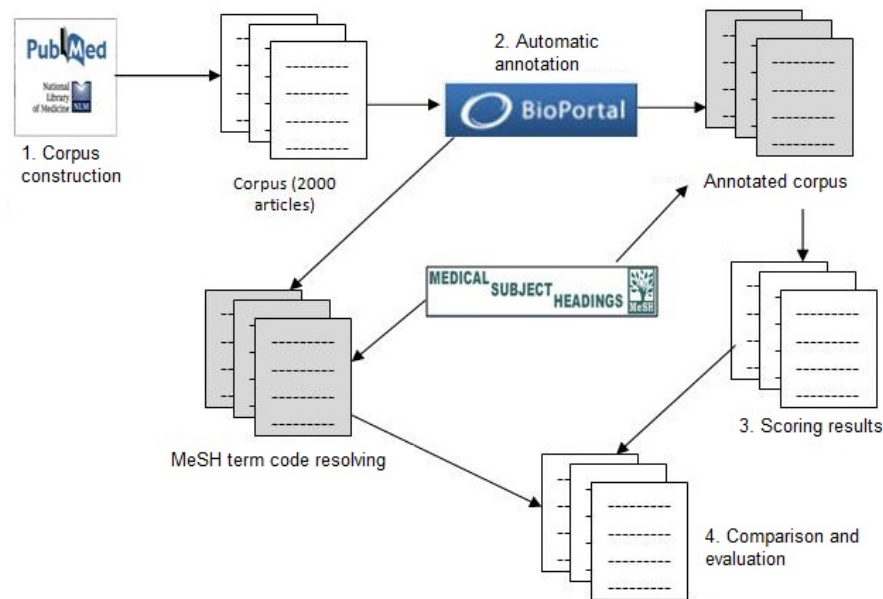 PubMed
National
Library
of Medicine
NLM
1. Corpus
construction
Corpus (2000
articles)
2. Automatic
annotation
BioPortal
Annotated corpus
MEDICAL
SUBJECT
HEADINGS
MeSH
MeSH term code resolving
3. Scoring results
4. Comparison and
evaluation